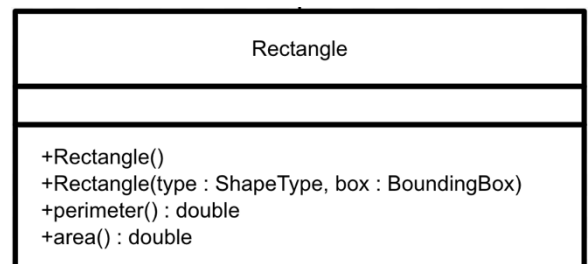 Rectangle
+Rectangle()
+Rectangle(type : ShapeType, box : BoundingBox)
+perimeter() : double
+area() : double